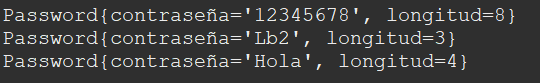 Password{contraseña='12345678', longitud=8}
Password{contraseña='Lb2', longitud=3}
Password{contraseña='Hola', longitud=4}